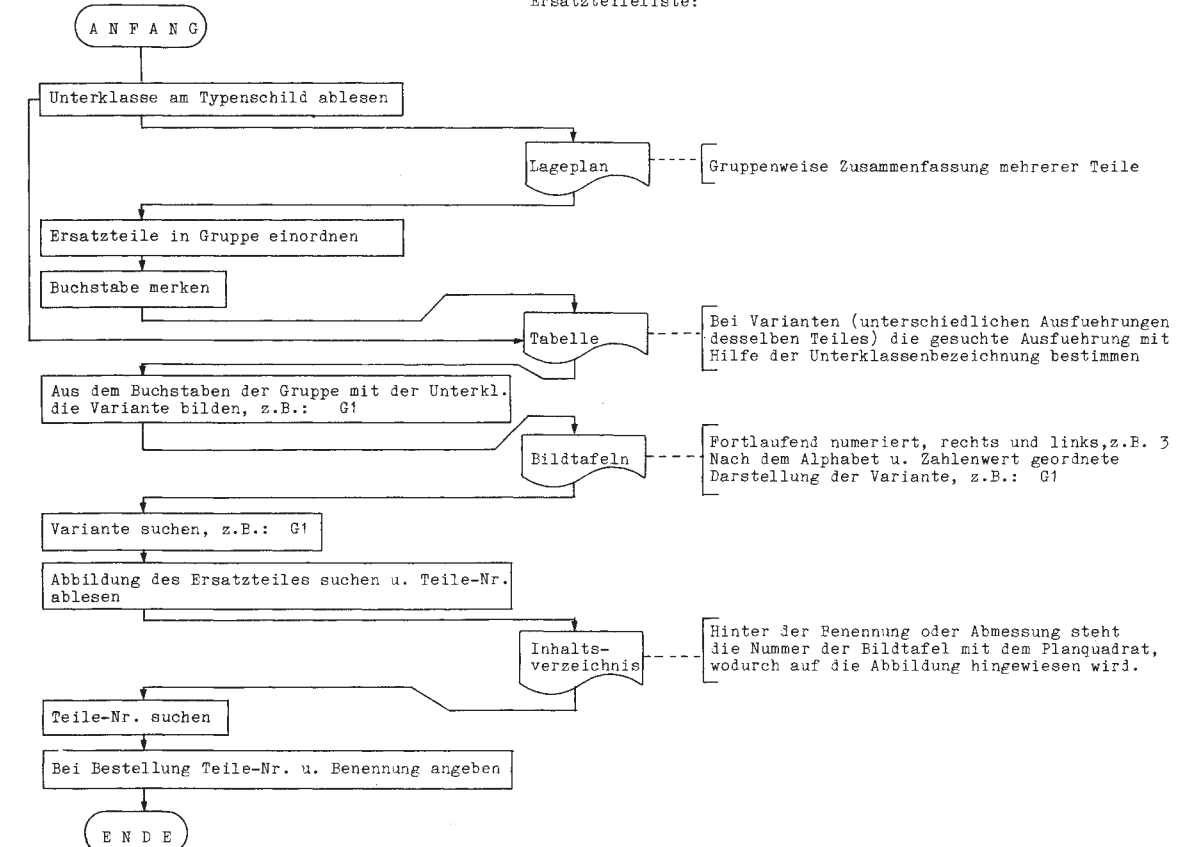 Ersatzteileliste:
A N F A N G
Unterklasse am Typenschild ablesen
Lageplan
Gruppenweise Zusammenfassung mehrerer Teile
Ersatzteile in Gruppe einordnen
Buchstabe merken
Tabelle
Bei Varianten (unterschiedlichen Ausfuehrungen
desselben Teiles) die gesuchte Ausfuehrung mit
Hilfe der Unterklassenbezeichnung bestimmen
Aus dem Buchstaben der Gruppe mit der Unterkl.
die Variante bilden, z.B.: G1
Bildtafeln
Fortlaufend numeriert, rechts und links,z.B. 3
Nach dem Alphabet u. Zahlenwert geordnete
Darstellung der Variante, z.B.: G1
Variante suchen, z.B.: G1
Abbildung des Ersatzteiles suchen u. Teile-Nr.
ablesen
Inhalts-
verzeichnis
Hinter der Benennung oder Abmessung steht
die Nummer der Bildtafel mit dem Planquadrat,
wodurch auf die Abbildung hingewiesen wird.
Teile-Nr. suchen
Bei Bestellung Teile-Nr. u. Benennung angeben
E N D E